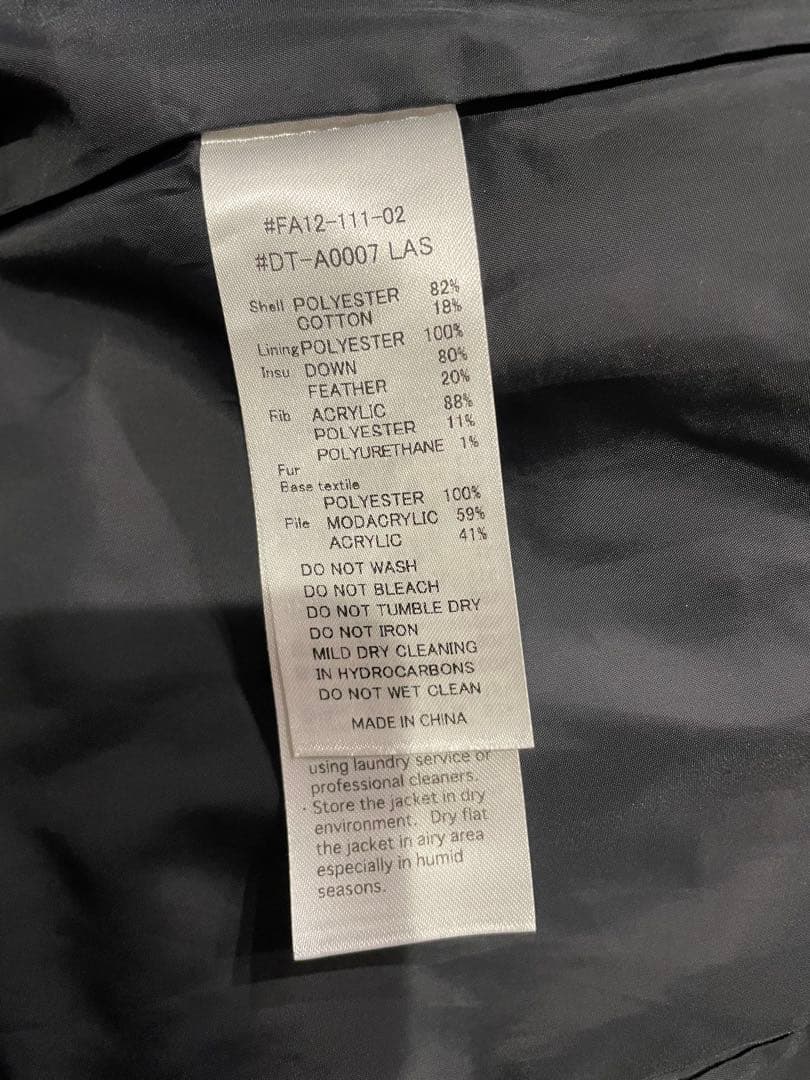 #FA12-111-02
#DT-A0007 LAS
Shell POLYESTER 82%
COTTON 18%
Lining POLYESTER 100%
Insu DOWN 80%
FEATHER 20%
Rib ACRYLIC 88%
POLYESTER 11%
POLYURETHANE 1%
Fur
Base textile
POLYESTER 100%
Pile MODACRYLIC 59%
ACRYLIC 41%
DO NOT WASH
DO NOT BLEACH
DO NOT TUMBLE DRY
DO NOT IRON
MILD DRY CLEANING
IN HYDROCARBONS
DO NOT WET CLEAN
MADE IN CHINA
using laundry service or
professional cleaners.
· Store the jacket in dry
environment. Dry flat
the jacket in airy area
especially in humid
seasons.